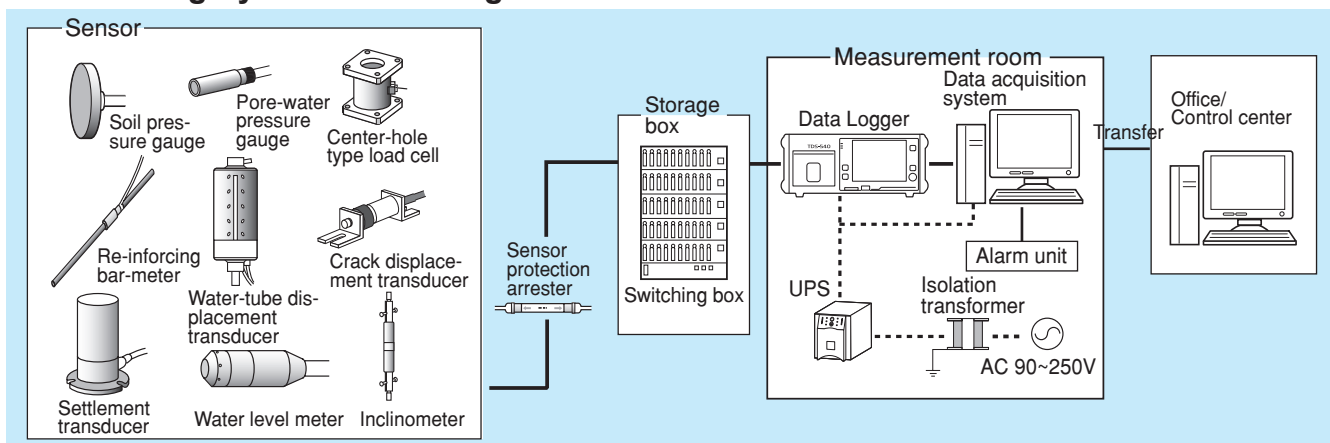 Sensor
Soil pres-
sure gauge
Pore-water
pressure
gauge
Center-hole
type load cell
Re-inforcing
bar-meter
Water-tube dis-
placement
transducer
Crack displace-
ment transducer
Settlement
transducer
Water level meter
Inclinometer
Sensor
protection
arrester
Storage
box
Switching box
Measurement room
Data Logger
TDS-540
Data acquisition
system
Alarm unit
UPS
Isolation
transformer
AC 90~250V
Transfer
Office/
Control center